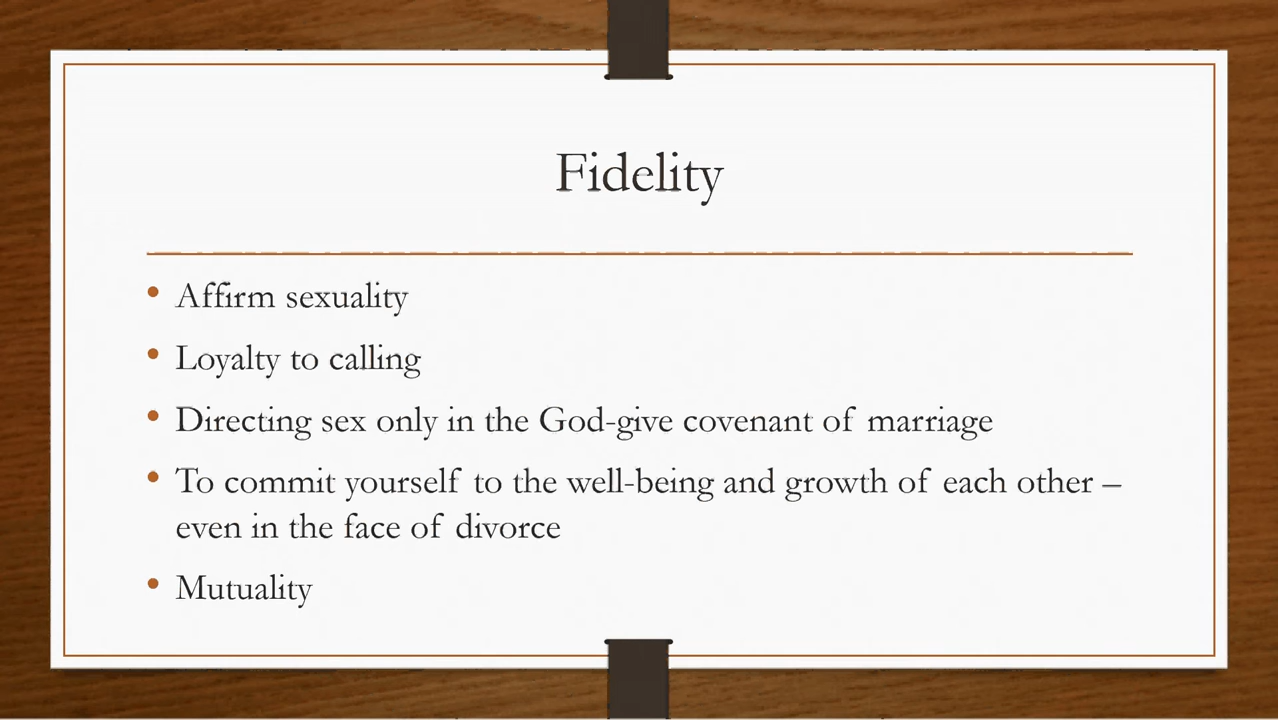 Fidelity
• Affirm sexuality
• Loyalty to calling
• Directing sex only in the God-give covenant of marriage
• To commit yourself to the well-being and growth of each other –
even in the face of divorce
• Mutuality